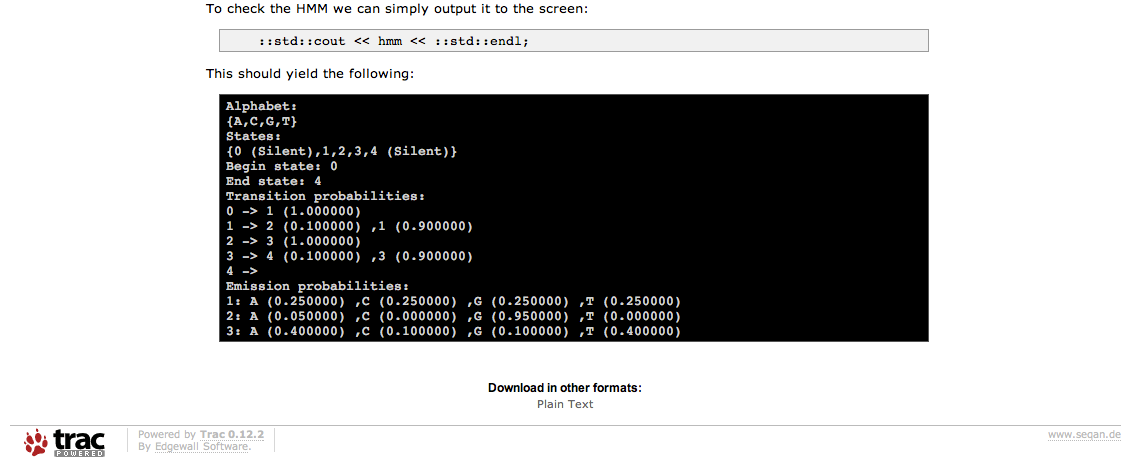 To check the HMM we can simply output it to the screen:
::std::cout << hmm << ::std::endl;
This should yield the following:
Alphabet:
{A,C,G,T}
States:
{0 (Silent),1,2,3,4 (Silent)}
Begin state: 0
End state: 4
Transition probabilities:
0 -> 1 (1.000000)
1 -> 2 (0.100000) ,1 (0.900000)
2 -> 3 (1.000000)
3 -> 4 (0.100000) ,3 (0.900000)
4 ->
Emission probabilities:
1: A (0.250000) ,C (0.250000) ,G (0.250000) ,T (0.250000)
2: A (0.050000) ,C (0.000000) ,G (0.950000) ,T (0.000000)
3: A (0.400000) ,C (0.100000) ,G (0.100000) ,T (0.400000)
Download in other formats:
Plain Text
trac
POWERED
Powered by Trac 0.12.2
By Edgewall Software.
www.seqan.de